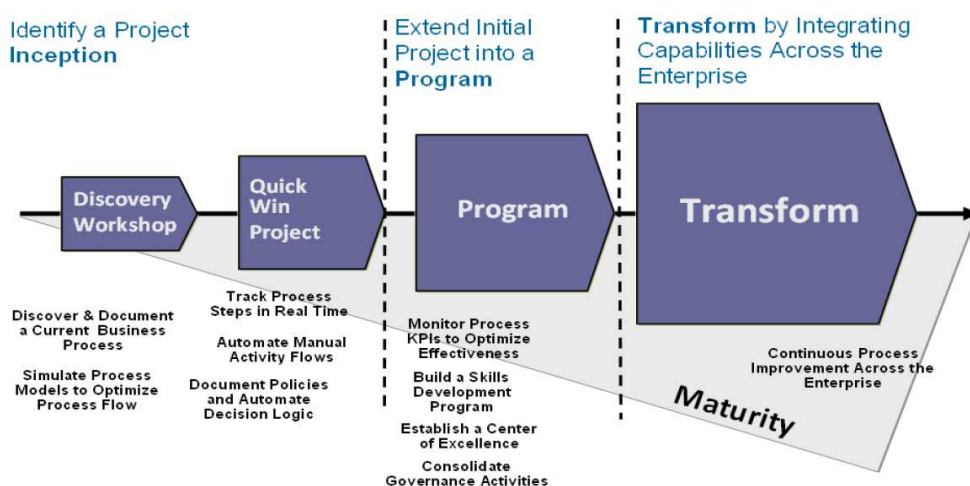 Identify a Project
Inception
Extend Initial
Project into a
Program
Transform by Integrating
Capabilities Across the
Enterprise
Discovery
Workshop
Quick
Win
Project
Program
Transform
Discover & Document
a Current Business
Process
Simulate Process
Models to Optimize
Process Flow
Track Process
Steps in Real Time
Automate Manual
Activity Flows
Document Policies
and Automate
Decision Logic
Monitor Process
KPIs to Optimize
Effectiveness
Build a Skills
Development
Program
Establish a Center
of Excellence
Consolidate
Governance Activities
Continuous Process
Improvement Across the
Enterprise
Maturity